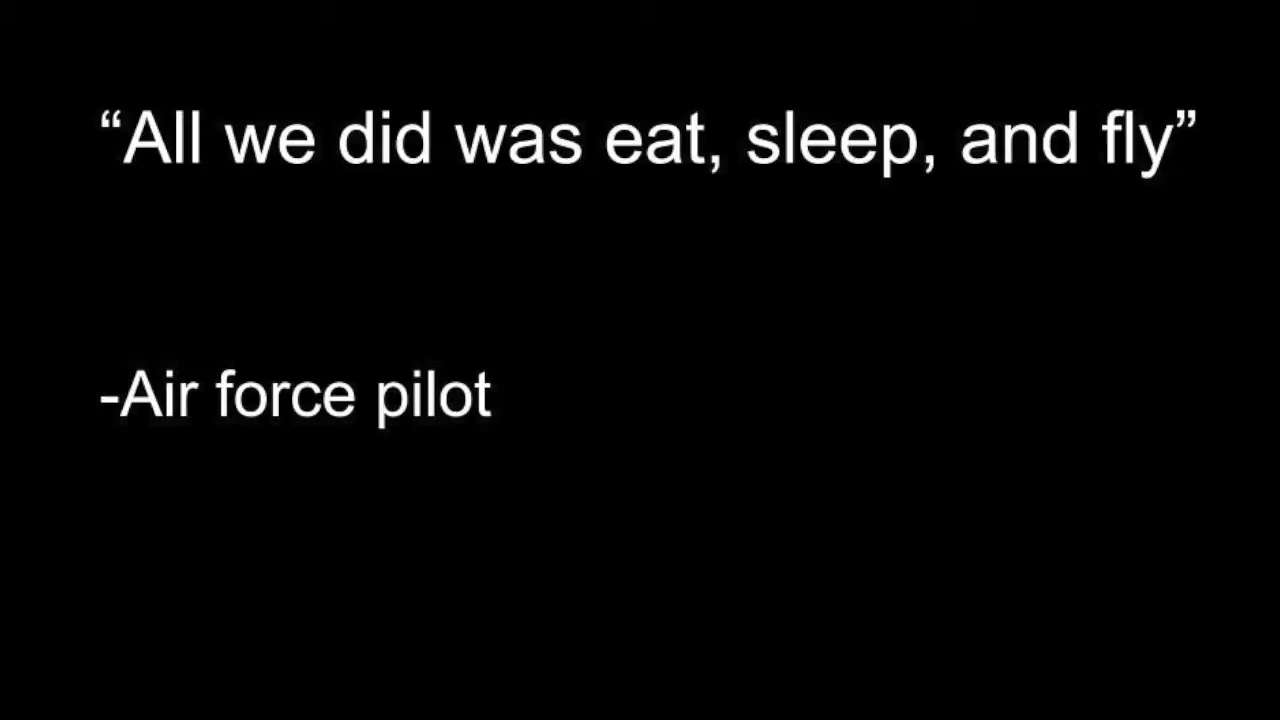 “All we did was eat, sleep, and fly”
-Air force pilot